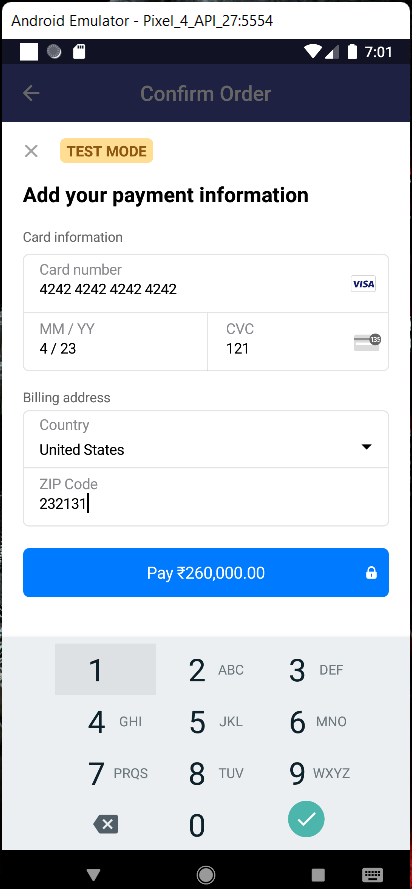 Android Emulator - Pixel_4_API_27:5554
7:01
Confirm Order
TEST MODE
Add your payment information
Card information
Card number
4242 4242 4242 4242
VISA
MM / YY
4 / 23
CVC
121
135
Billing address
Country
United States
ZIP Code
232131
Pay ₹260,000.00
1
2 ABC
3 DEF
4 GHI
5 JKL
6 MNO
7 PRQS
8 TUV
9 WXYZ
0